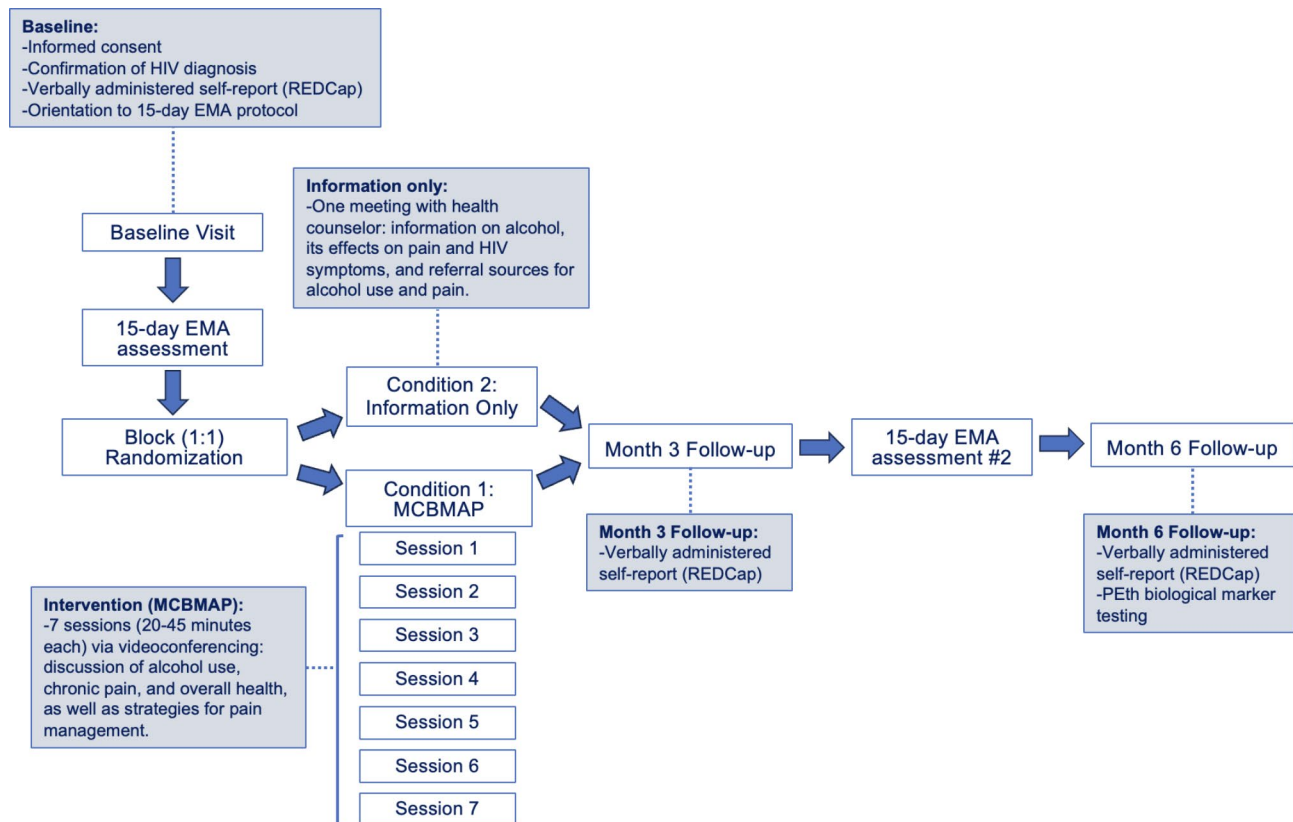 Baseline:
-Informed consent
-Confirmation of HIV diagnosis
-Verbally administered self-report (REDCap)
-Orientation to 15-day EMA protocol
Baseline Visit
15-day EMA
assessment
Block (1:1)
Randomization
Information only:
-One meeting with health
counselor: information on alcohol,
its effects on pain and HIV
symptoms, and referral sources for
alcohol use and pain.
Condition 2:
Information Only
Condition 1:
MCBMAP
Session 1
Session 2
Session 3
Session 4
Session 5
Session 6
Session 7
Intervention (MCBMAP):
-7 sessions (20-45 minutes
each) via videoconferencing:
discussion of alcohol use,
chronic pain, and overall health,
as well as strategies for pain
management.
Month 3 Follow-up
Month 3 Follow-up:
-Verbally administered
self-report (REDCap)
15-day EMA
assessment #2
Month 6 Follow-up
Month 6 Follow-up:
-Verbally administered
self-report (REDCap)
-PEth biological marker
testing